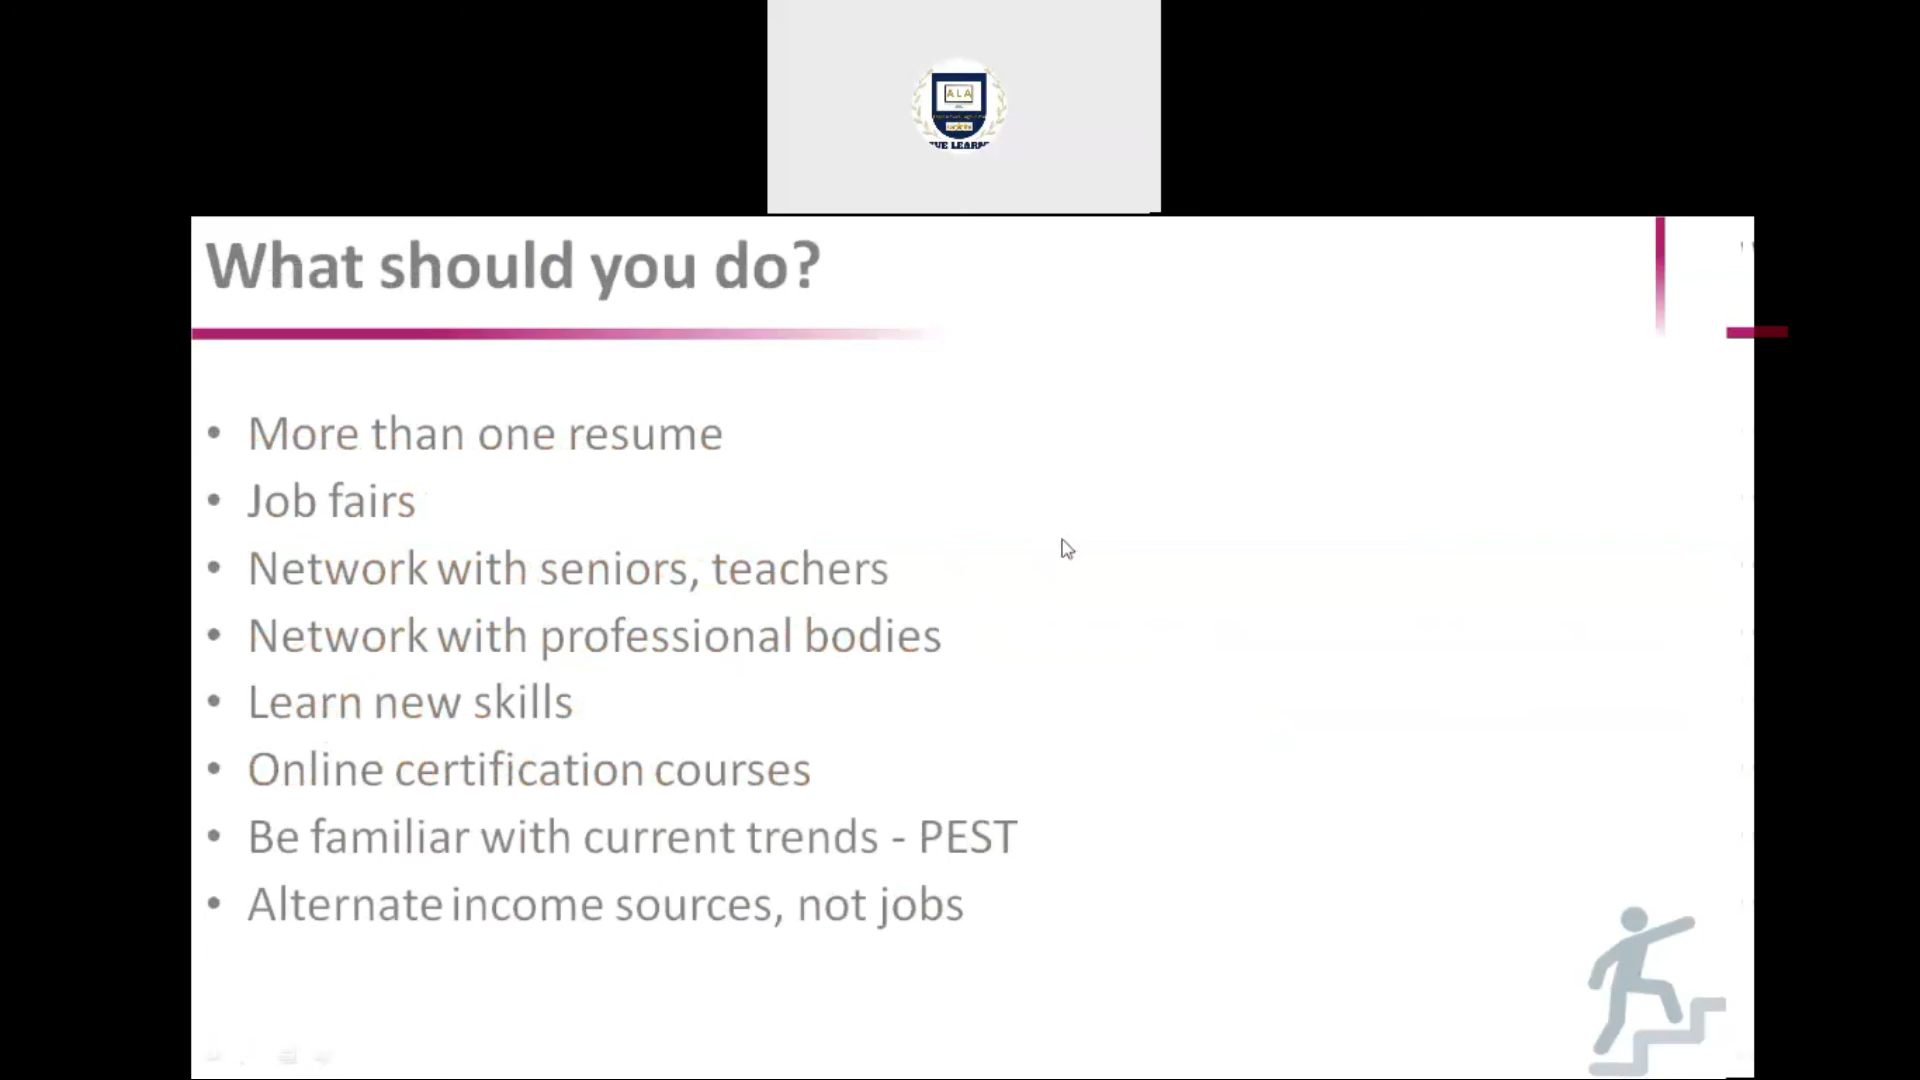 ALA
What should you do?
• More than one resume
• Job fairs
• Network with seniors, teachers
• Network with professional bodies
• Learn new skills
• Online certification courses
• Be familiar with current trends - PEST
• Alternate income sources, not jobs